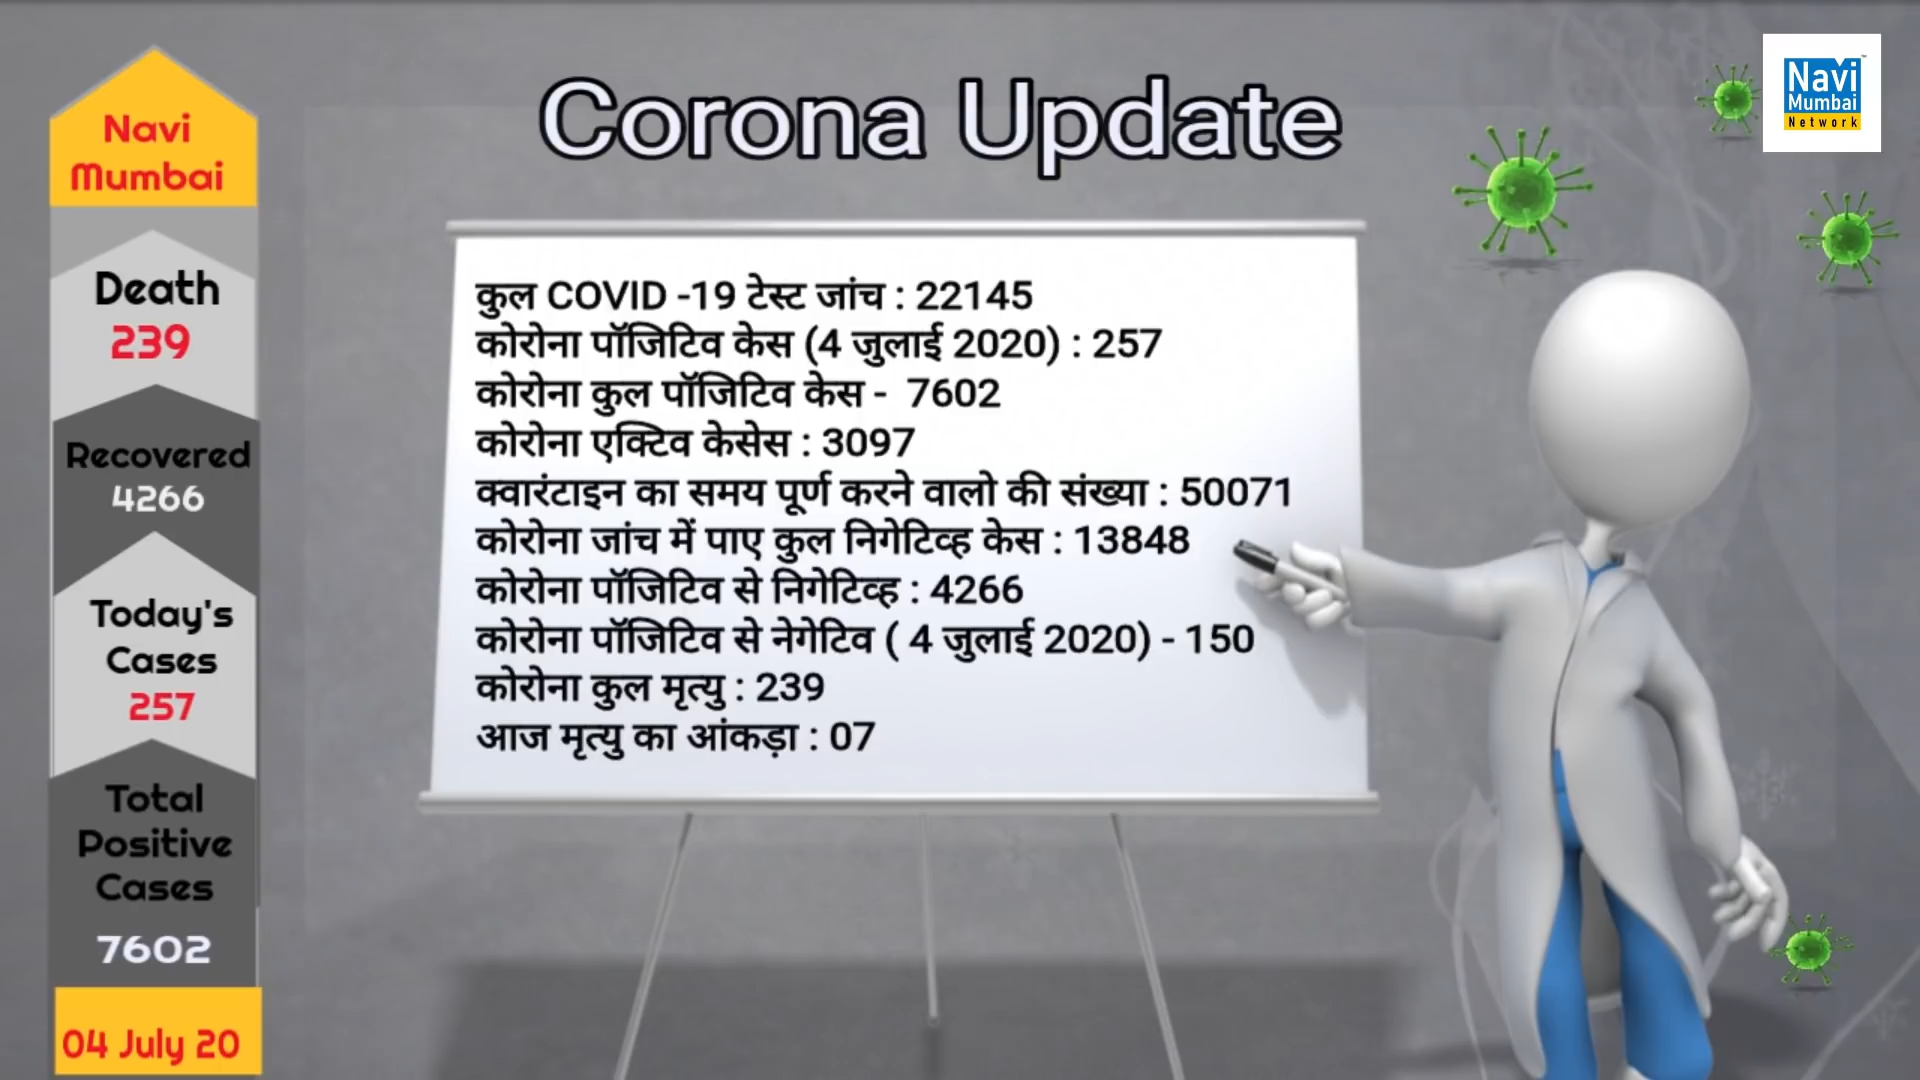 Corona Update
Navi
Mumbai
Network
Navi
Mumbai
Death
239
Recovered
4266
Today's
Cases
257
Total
Positive
Cases
7602
04 July 20
कुल COVID -19 टेस्ट जांच : 22145
कोरोना पॉजिटिव केस (4 जुलाई 2020) : 257
कोरोना कुल पॉजिटिव केस - 7602
कोरोना एक्टिव केसेस : 3097
क्वारंटाइन का समय पूर्ण करने वालो की संख्या : 50071
कोरोना जांच में पाए कुल निगेटिव्ह केस : 13848
कोरोना पॉजिटिव से निगेटिव्ह : 4266
कोरोना पॉजिटिव से नेगेटिव ( 4 जुलाई 2020) - 150
कोरोना कुल मृत्यु : 239
आज मृत्यु का आंकड़ा : 07